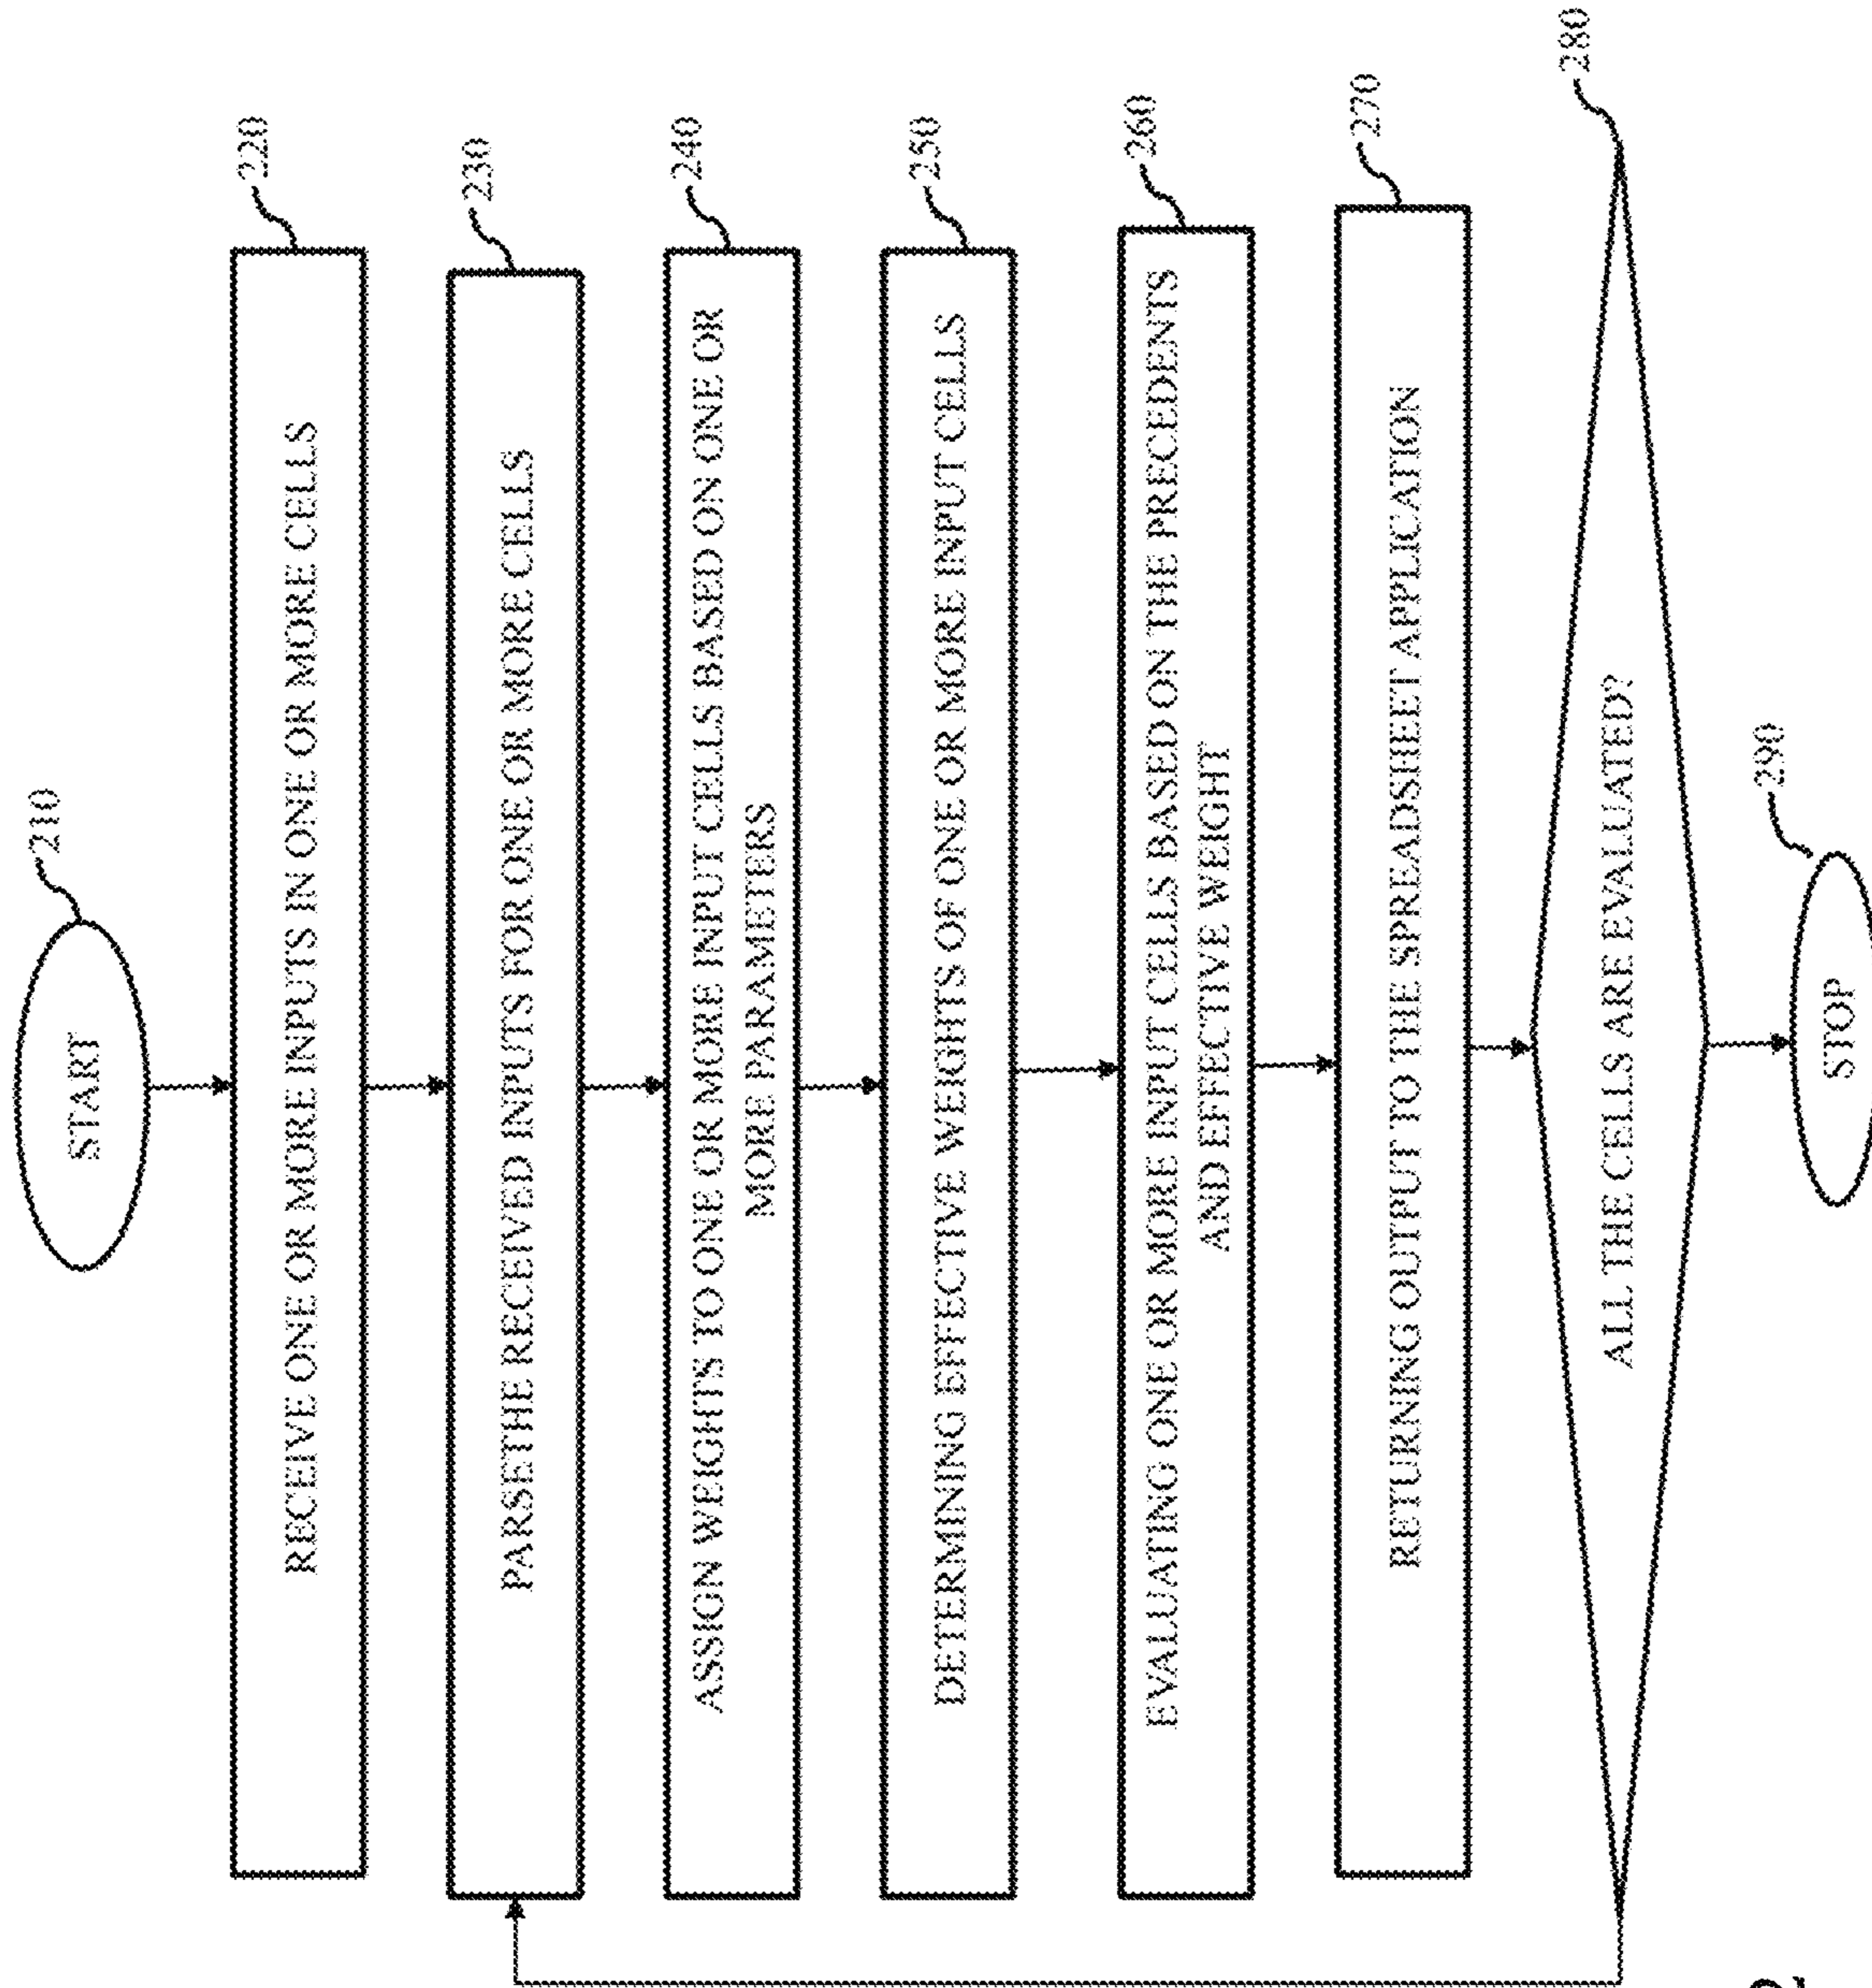 START
210
RECEIVE ONE OR MORE INPUTS IN ONE OR MORE CELLS
220
PARSETHE RECEIVED INPUTS FOR ONE OR MORE CELLS
230
ASSIGN WEIGHTS TO ONE OR MORE INPUT CELLS BASED ON ONE OR
MORE PARAMETERS
240
DETERMINING EFFECTIVE WEIGHTS OF ONE OR MORE INPUT CELLS
250
EVALUATING ONE OR MORE INPUT CELLS BASED ON THE PRECEDENTS
AND EFFECTIVE WEIGHT
260
RETURNING OUTPUT TO THE SPREADSHEET APPLICATION
270
ALL THE CELLS ARE EVALUATED?
280
STOP
290